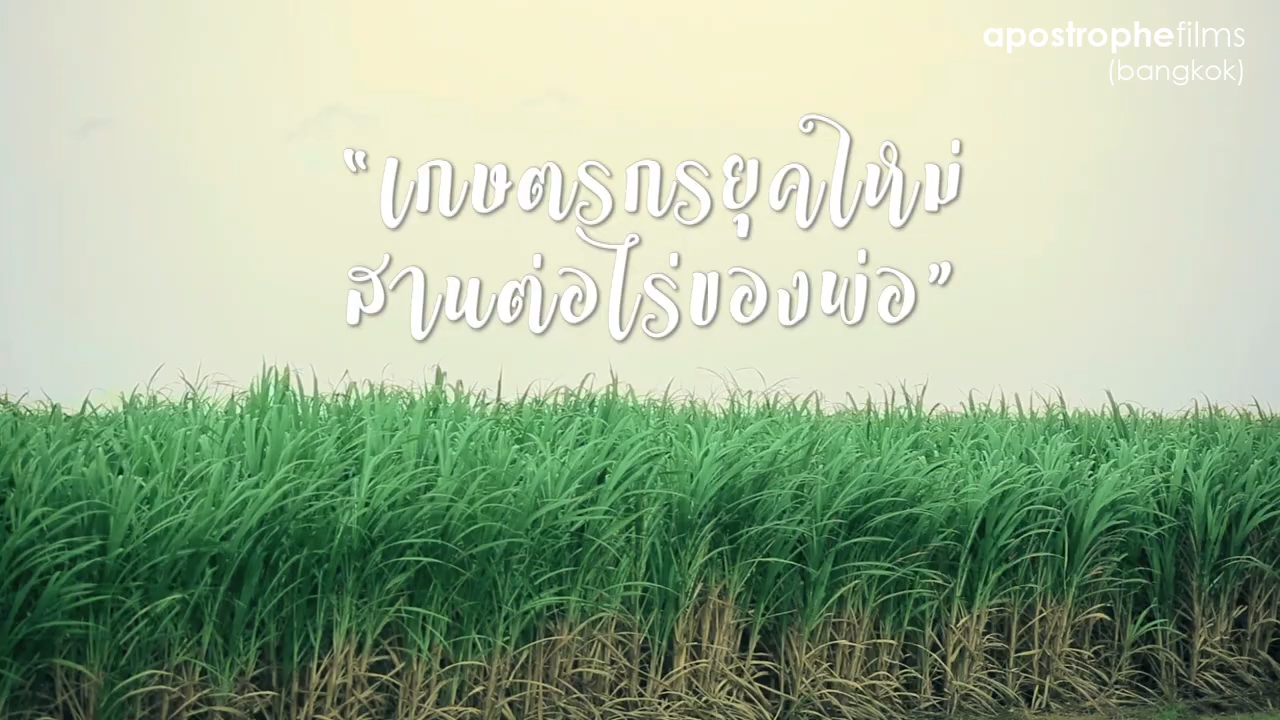 apostrophefilms
(bangkok)
“เกษตรกรยุคใหม่
สานต่อไร่ของพ่อ”